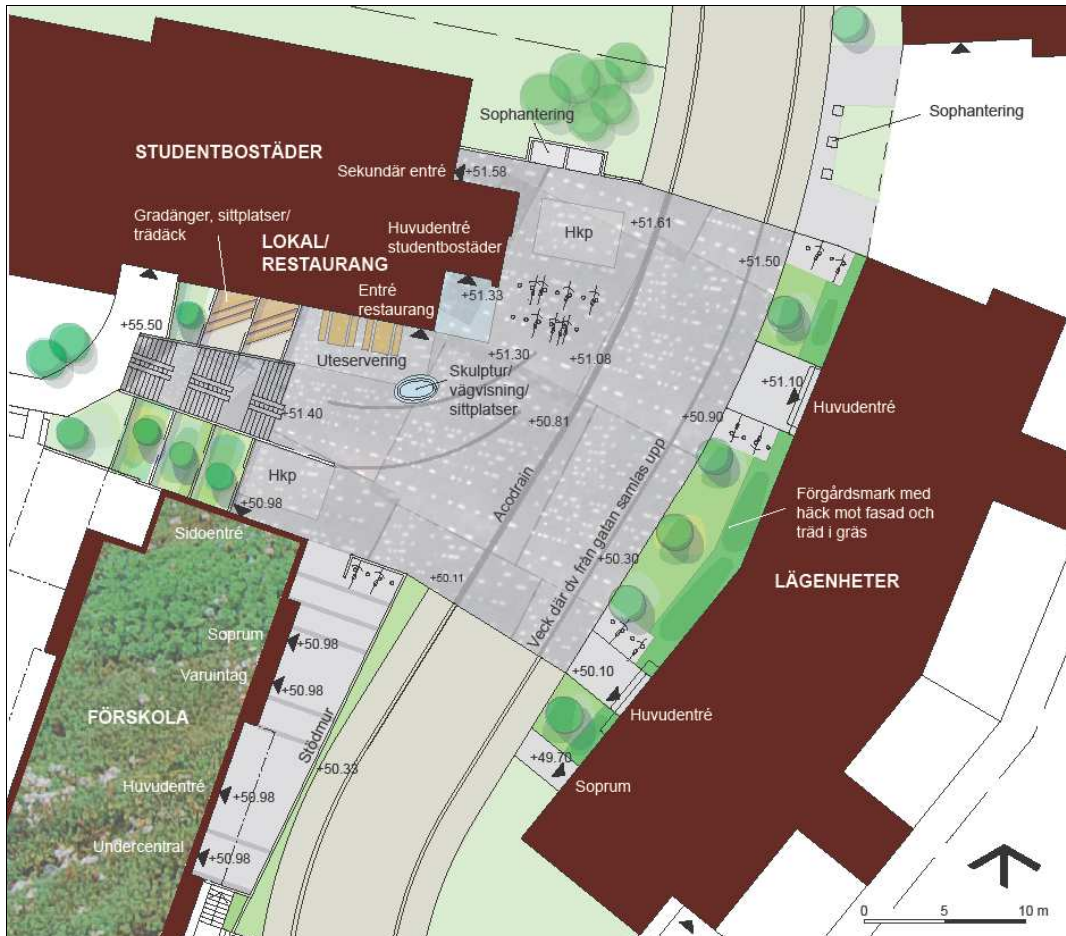 Sophantering
Sophantering
STUDENTBOSTÄDER
Sekundär entré
+51.58
Gradänger, sittplatser/
trädäck
LOKAL/
RESTAURANG
Huvudentré
studentbostäder
Hkp
+51.61
+51.50
Entré
restaurang
+51.33
+55.50
Uteservering
+51.30
+51.08
Skulptur/
vägvisning/
sittplatser
+51.10
Huvudentré
+51.40
+50.81
+50.90
Hkp
Acodrain
Veck där dv från gatan samlas upp
Förgårdsmark med
häck mot fasad och
träd i gräs
+50.98
Sidoentré
+50.11
+50.30
LÄGENHETER
Soprum
+50.98
Varuintag
+50.98
+50.10
FÖRSKOLA
Stödmur
Huvudentré
+50.33
+49.70
Soprum
Huvudentré
+50.98
Undercentral
+50.98
0 5 10 m